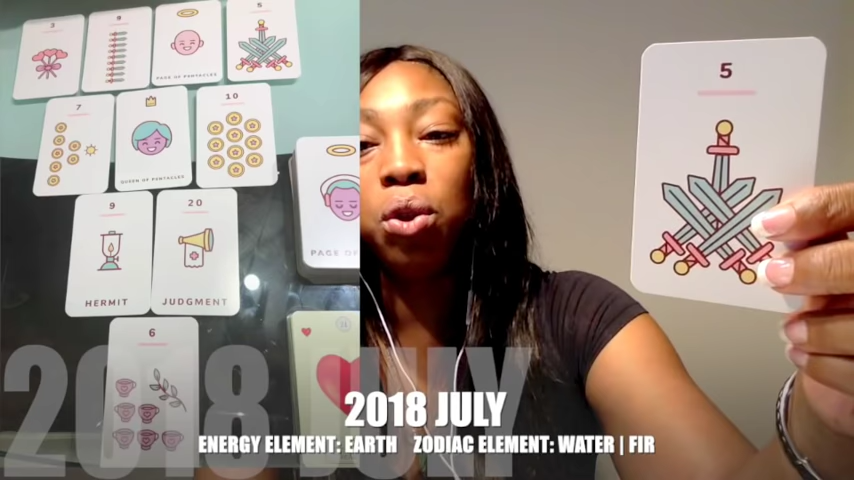 3
9
PAGE OF PENTACLES
5
7
QUEEN OF PENTACLES
10
9
HERMIT
20
JUDGMENT
PAGE OF
6
5
2018 JULY
2018 JULY
ENERGY ELEMENT: EARTH ZODIAC ELEMENT: WATER | FIR